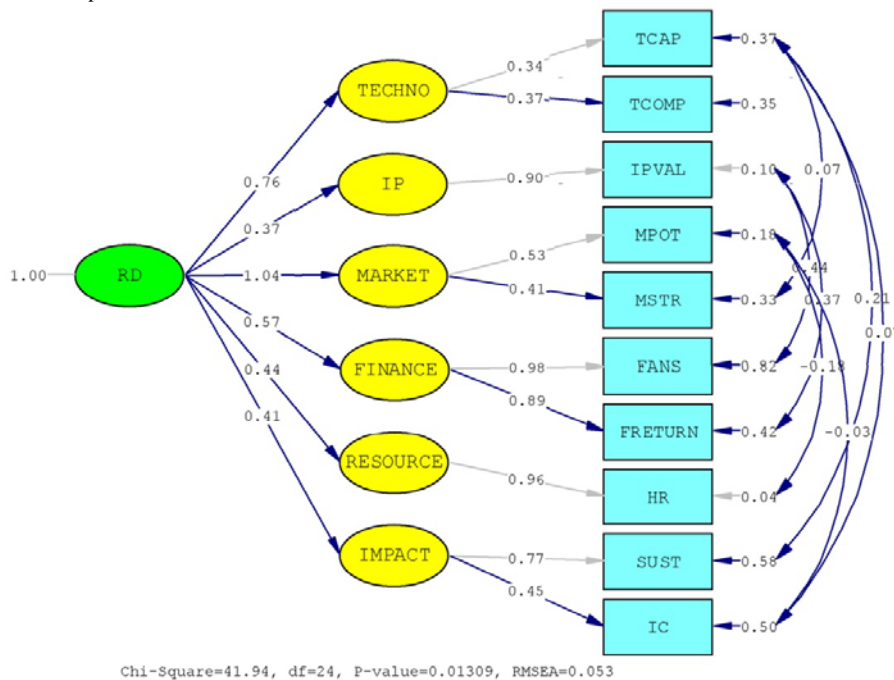 TCAP
0.37
0.34
TECHNO
0.37
TCOMP
0.35
IP
0.90
IPVAL
0.10
0.07
0.76
0.37
0.53
MPOT
0.18
1.00
RD
1.04
MARKET
0.41
MSTR
0.33
0.44
0.37
0.21
0.57
FINANCE
0.98
FANS
0.82
-0.18
0.44
0.89
0.41
FRETURN
0.42
-0.03
RESOURCE
0.96
HR
0.04
IMPACT
0.77
SUST
0.58
0.45
IC
0.50
Chi-Square=41.94, df=24, P-value=0.01309, RMSEA=0.053